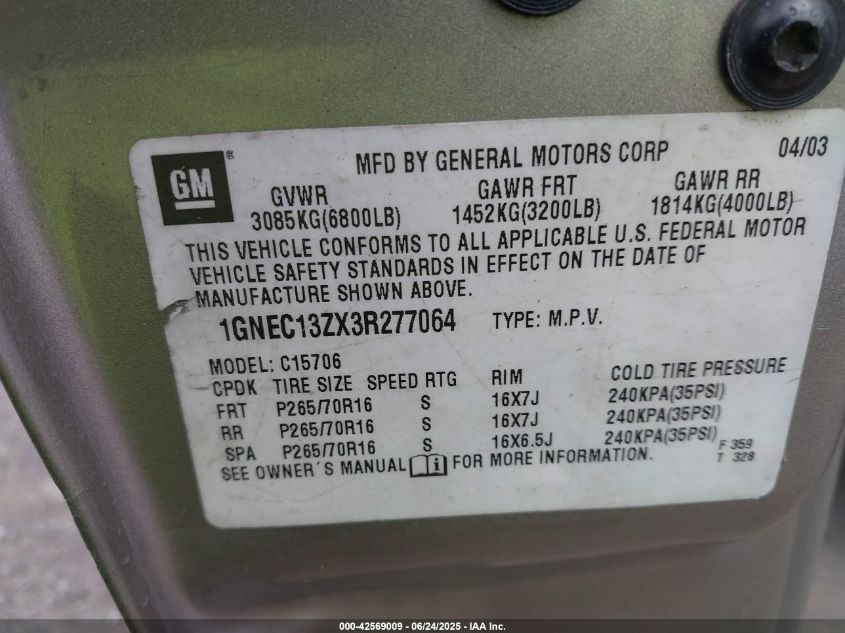 GM®
MFD BY GENERAL MOTORS CORP 04/03
GVWR GAWR FRT GAWR RR
3085KG(6800LB) 1452KG(3200LB) 1814KG(4000LB)
THIS VEHICLE CONFORMS TO ALL APPLICABLE U.S. FEDERAL MOTOR
VEHICLE SAFETY STANDARDS IN EFFECT ON THE DATE OF
MANUFACTURE SHOWN ABOVE.
1GNEC13ZX3R277064 TYPE: M.P.V.
MODEL: C15706
CPDK TIRE SIZE SPEED RTG RIM COLD TIRE PRESSURE
FRT P265/70R16 S 16X7J 240KPA(35PSI)
RR P265/70R16 S 16X7J 240KPA(35PSI)
SPA P265/70R16 S 16X6.5J 240KPA(35PSI)
SEE OWNER´S MANUAL i FOR MORE INFORMATION.
F 359
T 328
000-42569009 - 06/24/2025 - IAA Inc.